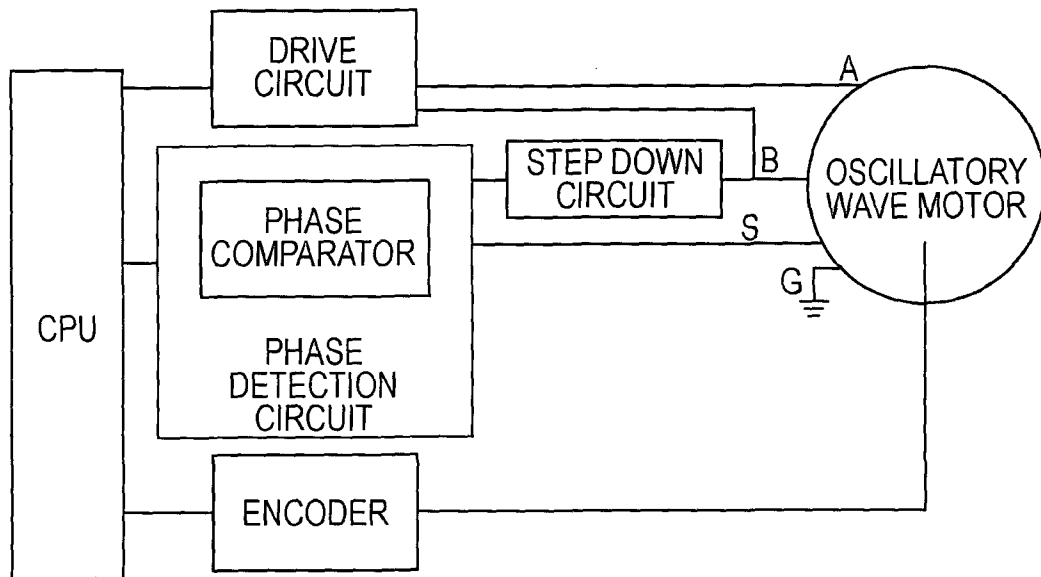 DRIVE
CIRCUIT
A
STEP DOWN
CIRCUIT
B
OSCILLATORY
WAVE MOTOR
PHASE
COMPARATOR
S
G
CPU
PHASE
DETECTION
CIRCUIT
ENCODER